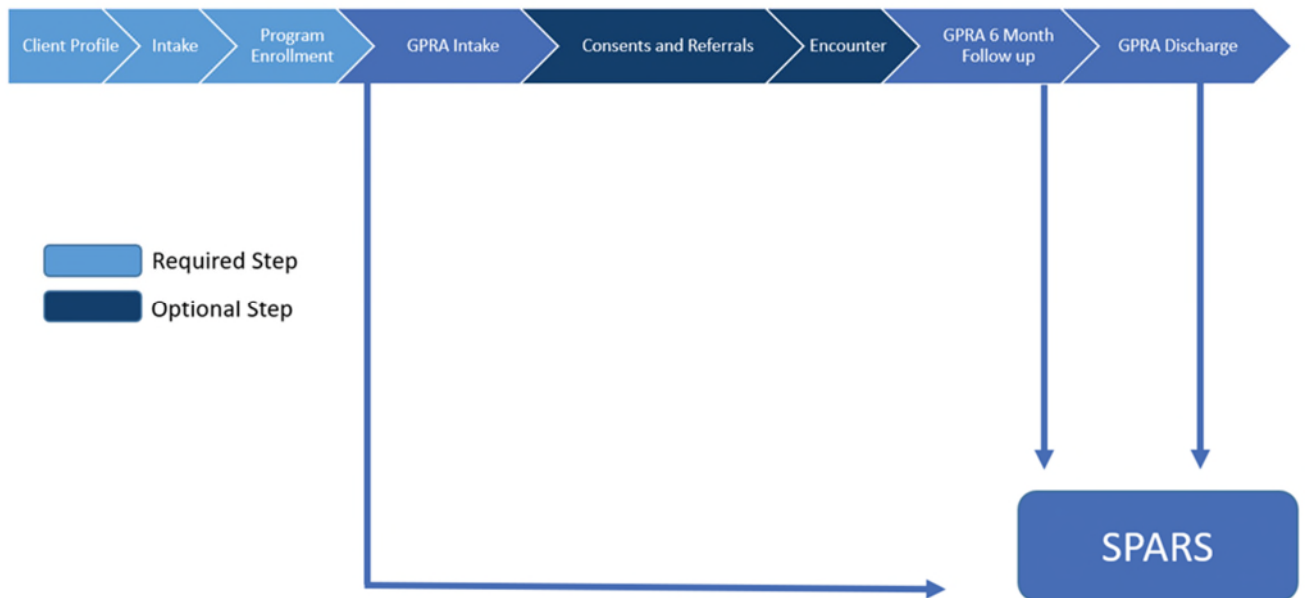 Client Profile
Intake
Program
Enrollment
GPRA Intake
Consents and Referrals
Encounter
GPRA 6 Month
Follow up
GPRA Discharge
Required Step
Optional Step
SPARS